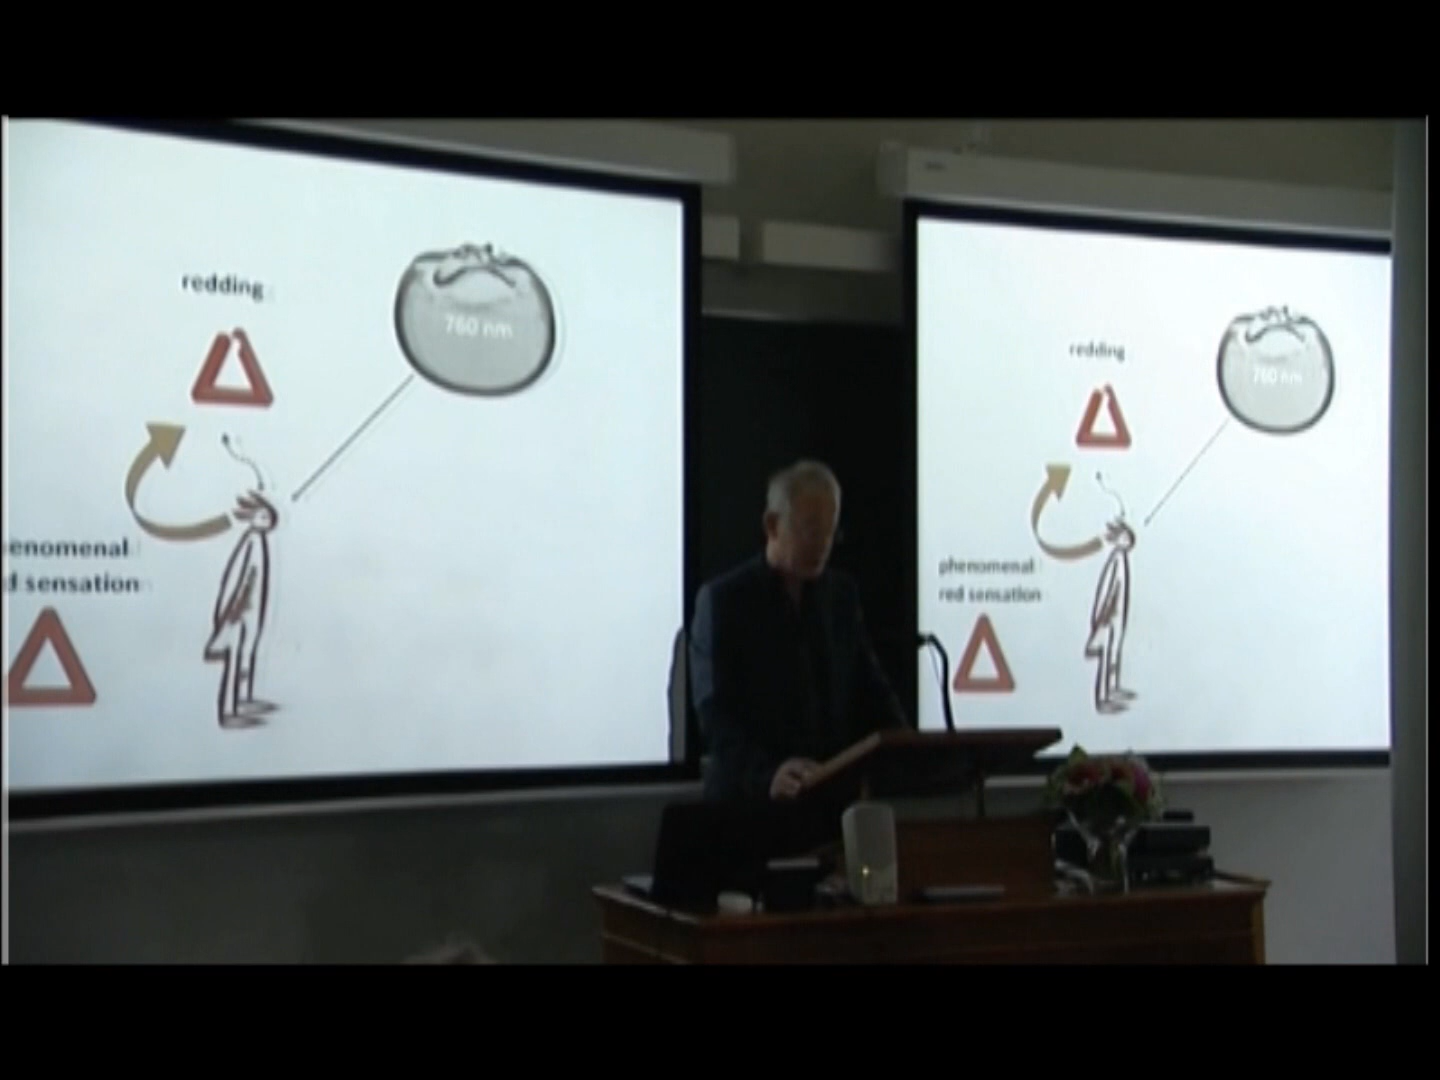 redding
760 nm
enomenal
d sensation
redding
760 nm
phenomenal
red sensation